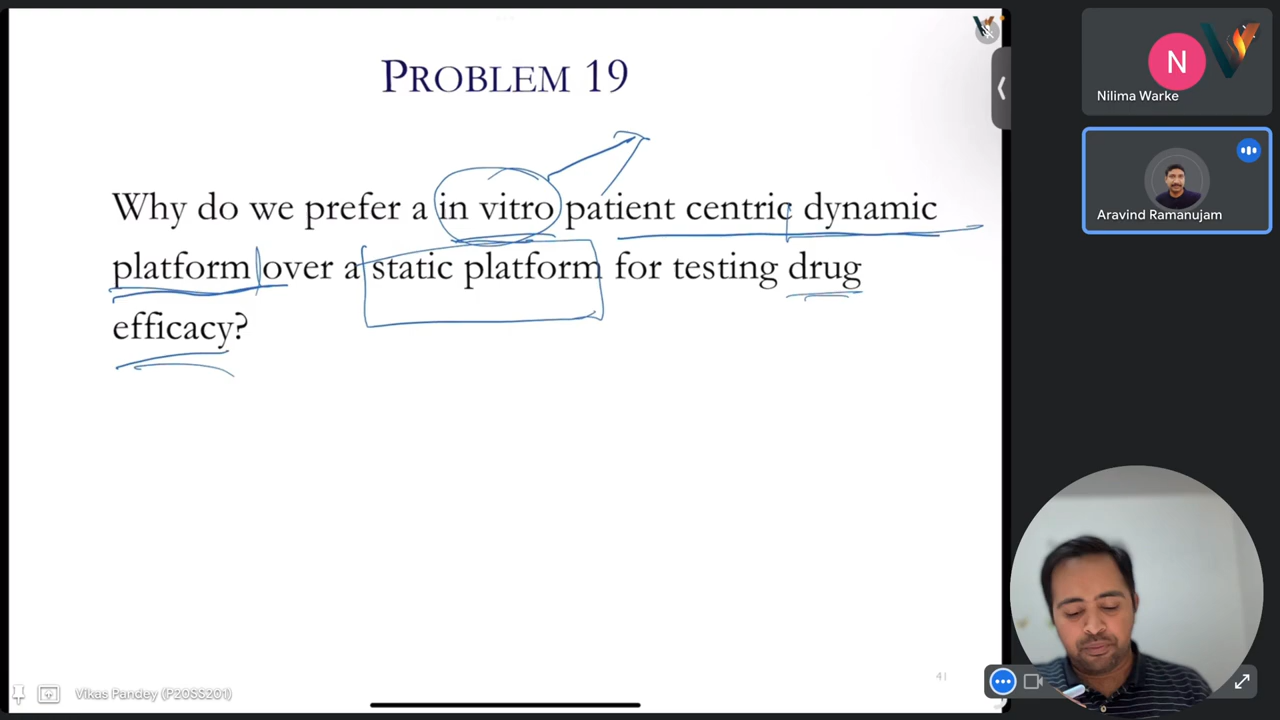 PROBLEM 19
Why do we prefer a in vitro patient centric dynamic
platform over a static platform for testing drug
efficacy?
41
Vikas Pandey (P20SS201)
N
Nilima Warke
Aravind Ramanujam